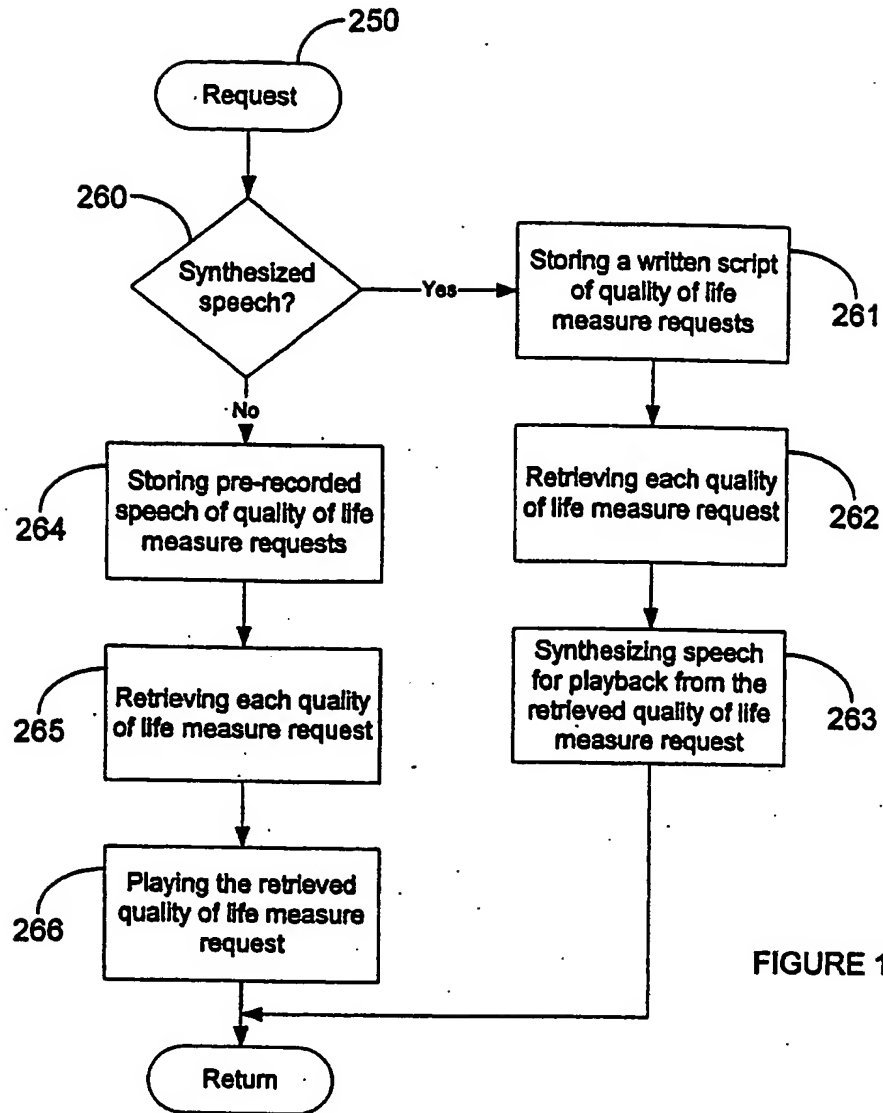 250
Request
260
Synthesized
speech?
Yes
Storing a written script
of quality of life
measure requests
261
No
Storing pre-recorded
speech of quality of life
measure requests
264
Retrieving each quality
of life measure request
262
Retrieving each quality
of life measure request
265
Synthesizing speech
for playback from the
retrieved quality of life
measure request
263
Playing the retrieved
quality of life measure
request
266
FIGURE 1
Return